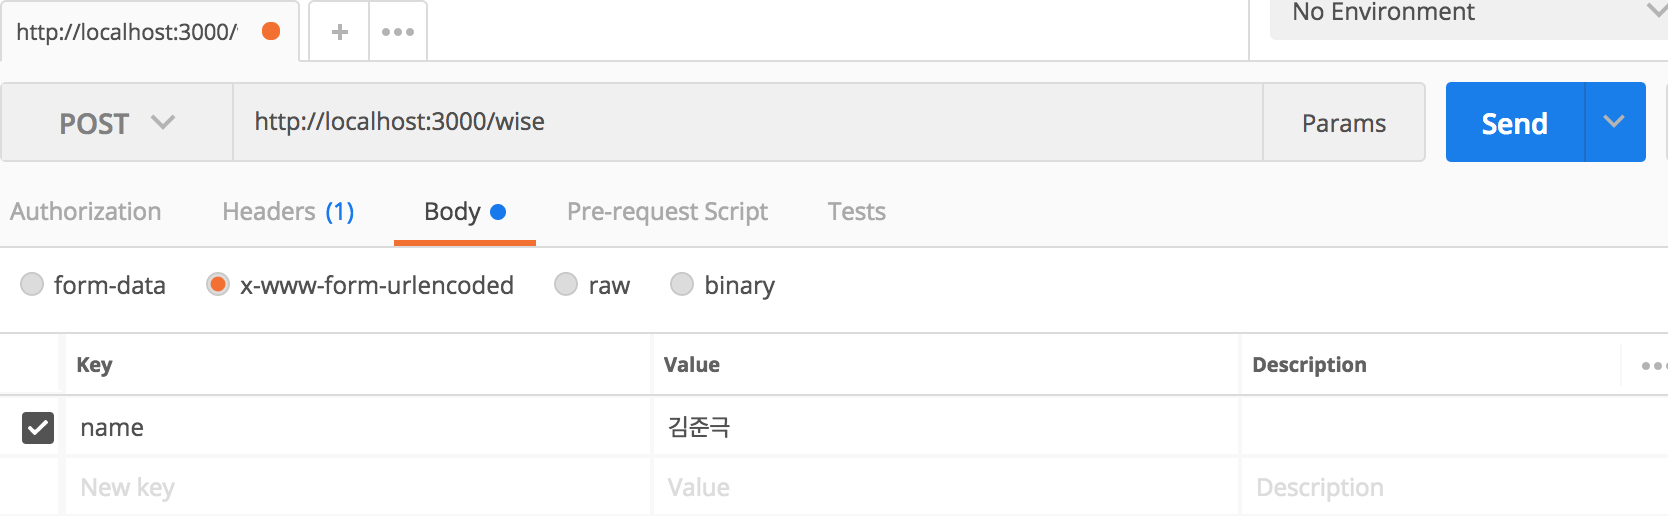 http://localhost:3000/
No Environment
POST http://localhost:3000/wise Params Send
Authorization Headers (1) Body Pre-request Script Tests
form-data x-www-form-urlencoded raw binary
Key Value Description
name 김준극
New key Value Description